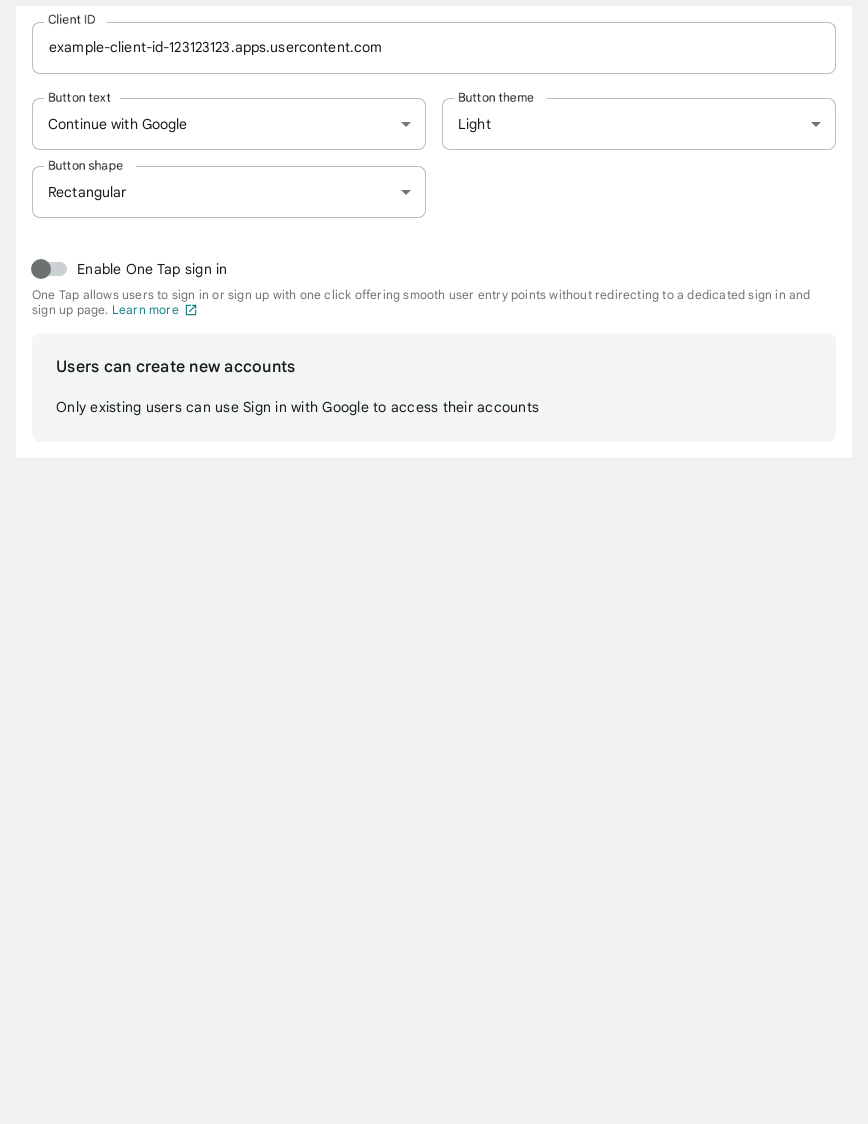 Client ID
example-client-id-123123123.apps.usercontent.com
Button text
Continue with Google
Button theme
Light
Button shape
Rectangular
Enable One Tap sign in
One Tap allows users to sign in or sign up with one click offering smooth user entry points without redirecting to a dedicated sign in and
sign up page. Learn more
Users can create new accounts
Only existing users can use Sign in with Google to access their accounts